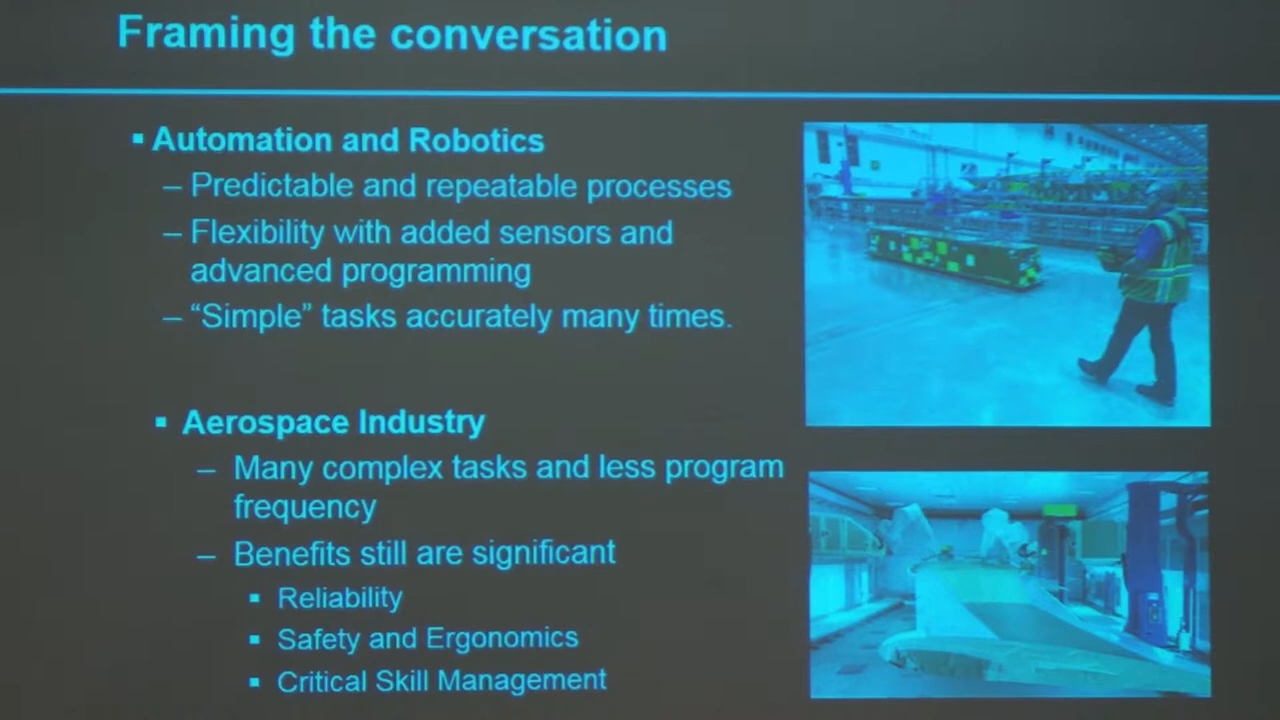 Framing the conversation
▪ Automation and Robotics
– Predictable and repeatable processes
– Flexibility with added sensors and
advanced programming
– “Simple” tasks accurately many times.
▪ Aerospace Industry
– Many complex tasks and less program
frequency
– Benefits still are significant
▪ Reliability
▪ Safety and Ergonomics
▪ Critical Skill Management